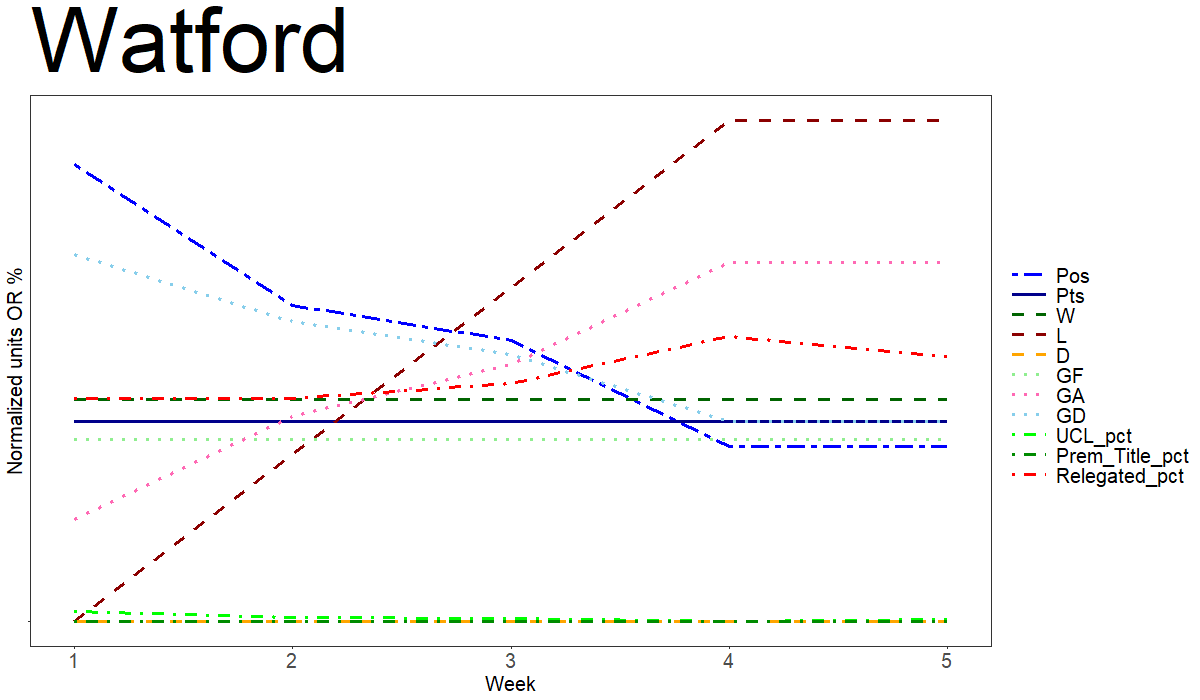 Watford
Normalized units OR %
1 2 3 4 5
Week
Pos
Pts
W
L
D
GF
GA
GD
UCL_pct
Prem_Title_pct
Relegated_pct